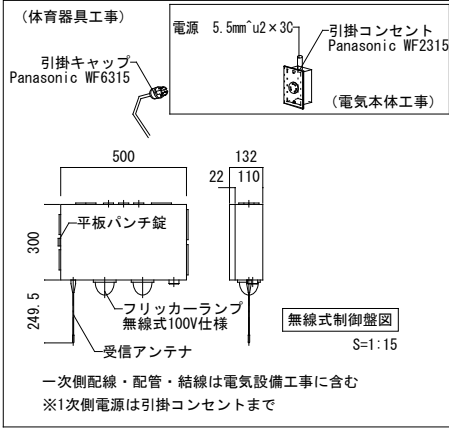 (体育器具工事)
電源 5.5mm^u2×3C
引掛コンセント
Panasonic WF2315
引掛キャップ
Panasonic WF6315
(電気本体工事)
500
132
22 110
平板パンチ錠
300
249.5
フリッカーランプ
無線式100V仕様
受信アンテナ
無線式制御盤図
S=1:15
一次側配線・配管・結線は電気設備工事に含む
※1次側電源は引掛コンセントまで